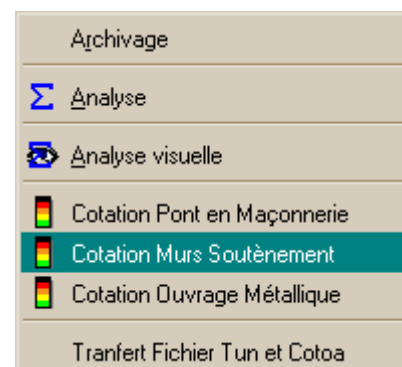 Archivage
Σ Analyse
Analyse visuelle
Cotation Pont en Maçonnerie
Cotation Murs Soutènement
Cotation Ouvrage Métallique
Tranfert Fichier Tun et Cotoa